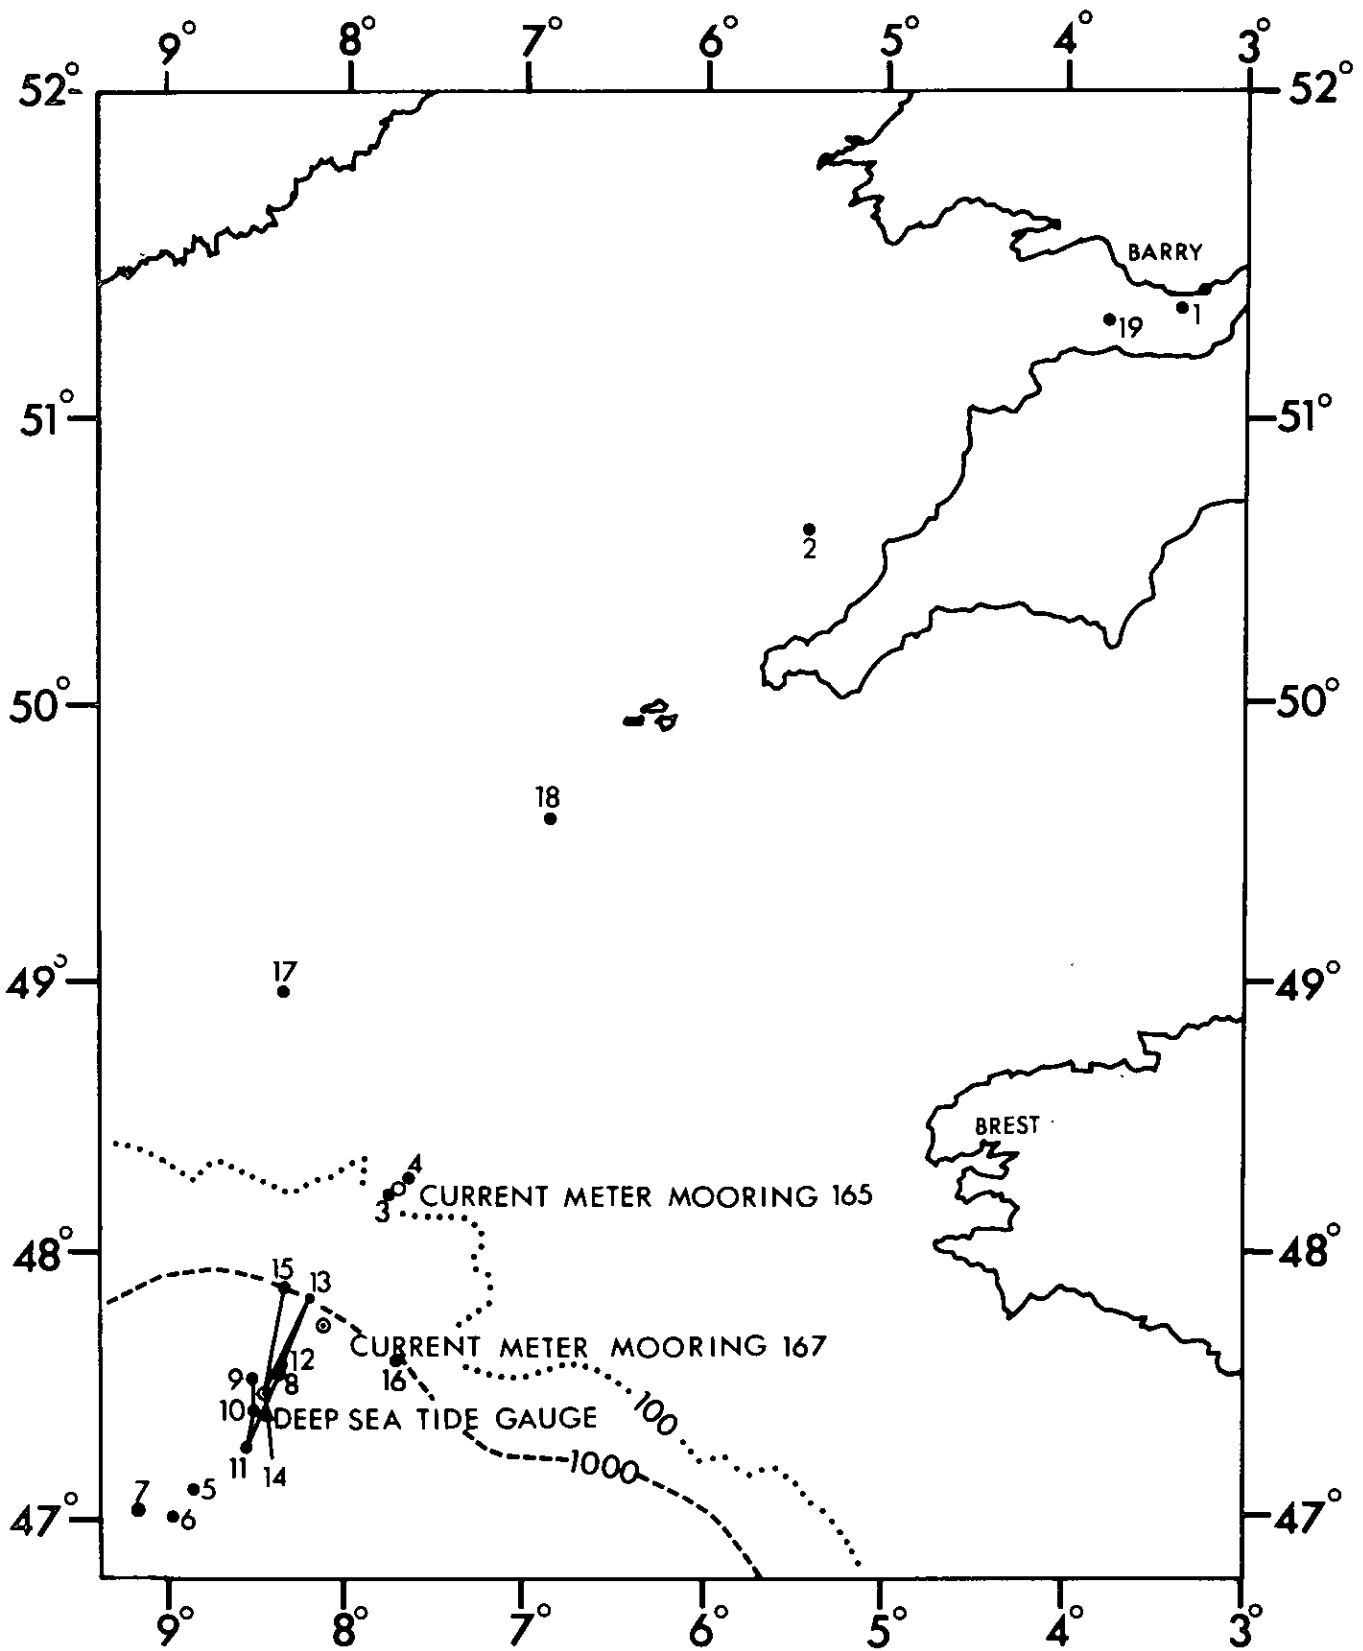 9° 8° 7° 6° 5° 4° 3°
52° 52°
BARRY
1
19
51° 51°
2
50° 50°
18
49° 17 49°
BREST
4
CURRENT METER MOORING 165
3
48° 48°
15 13
CURRENT METER MOORING 167
12
9 8 16
10 DEEP SEA TIDE GAUGE 100
11 14 1000
7 5
47° 6 47°
9° 8° 7° 6° 5° 4° 3°